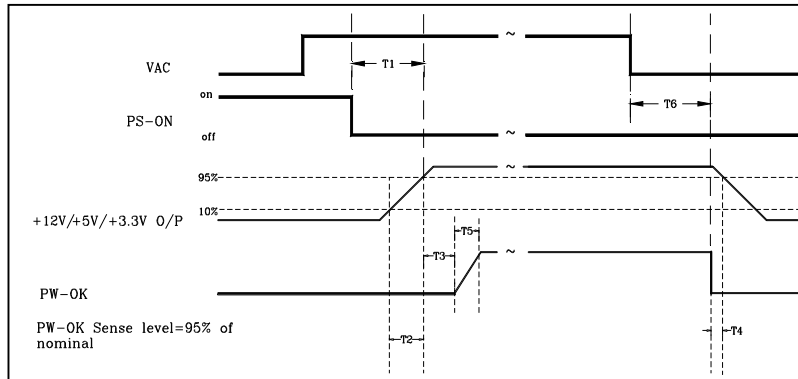 VAC
T1
~
T6
on
PS-ON
off
~
95%
~
10%
+12V/+5V/+3.3V O/P
T5
T3
~
PW-OK
PW-OK Sense level=95% of
nominal
T2
T4